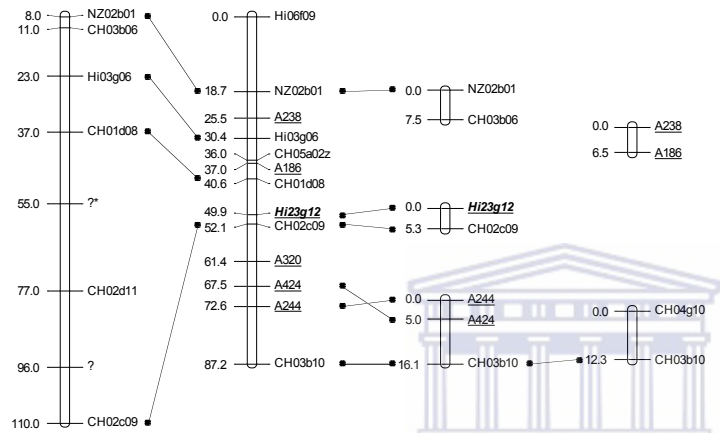 8.0 NZ02b01
11.0 CH03b06
23.0 Hi03g06
37.0 CH01d08
55.0 ?*
77.0 CH02d11
96.0 ?
110.0 CH02c09
0.0 Hi06f09
18.7 NZ02b01
25.5 A238
30.4 Hi03g06
36.0 CH05a02z
37.0 A186
40.6 CH01d08
49.9 Hi23g12
52.1 CH02c09
61.4 A320
67.5 A424
72.6 A244
87.2 CH03b10
0.0 NZ02b01
7.5 CH03b06
0.0 Hi23g12
5.3 CH02c09
0.0 A244
5.0 A424
16.1 CH03b10
0.0 A238
6.5 A186
0.0 CH04g10
12.3 CH03b10